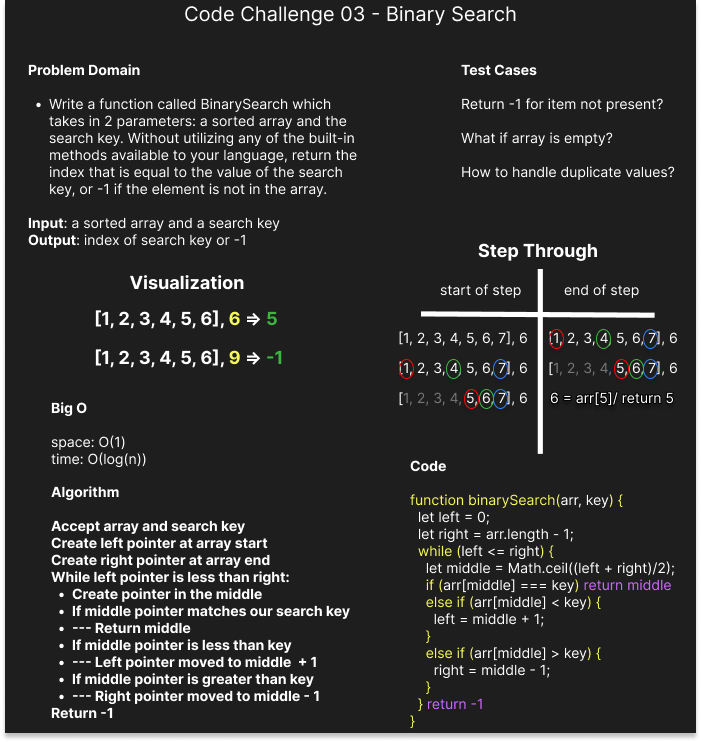 Code Challenge 03 - Binary Search
Problem Domain
• Write a function called BinarySearch which
takes in 2 parameters: a sorted array and the
search key. Without utilizing any of the built-in
methods available to your language, return the
index that is equal to the value of the search
key, or -1 if the element is not in the array.
Input: a sorted array and a search key
Output: index of search key or -1
Test Cases
Return -1 for item not present?
What if array is empty?
How to handle duplicate values?
Visualization
[1, 2, 3, 4, 5, 6], 6 => 5
[1, 2, 3, 4, 5, 6], 9 => -1
Step Through
start of step end of step
[1, 2, 3, 4, 5, 6, 7], 6 [1, 2, 3, 4 5, 6, 7], 6
[1, 2, 3, 4 5, 6, 7], 6 [1, 2, 3, 4, 5, 6, 7], 6
[1, 2, 3, 4, 5, 6, 7], 6 6 = arr[5]/ return 5
Big O
space: O(1)
time: O(log(n))
Algorithm
Accept array and search key
Create left pointer at array start
Create right pointer at array end
While left pointer is less than right:
• Create pointer in the middle
• If middle pointer matches our search key
• --- Return middle
• If middle pointer is less than key
• --- Left pointer moved to middle + 1
• If middle pointer is greater than key
• --- Right pointer moved to middle - 1
Return -1
Code
function binarySearch(arr, key) {
let left = 0;
let right = arr.length - 1;
while (left <= right) {
let middle = Math.ceil((left + right)/2);
if (arr[middle] === key) return middle
else if (arr[middle] < key) {
left = middle + 1;
}
else if (arr[middle] > key) {
right = middle - 1;
}
} return -1
}